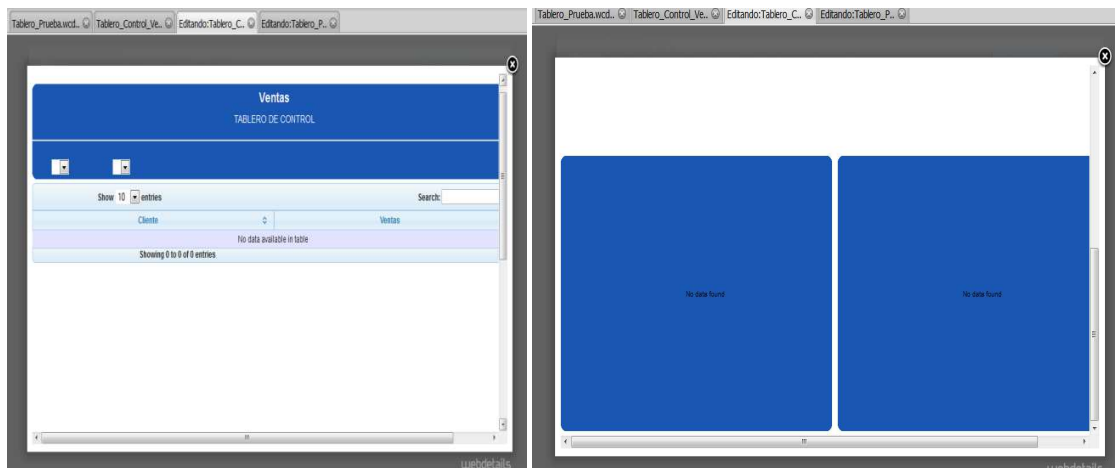 Tablero_Prueba.wcd.. Tablero_Control_Ve.. Editando:Tablero_C.. Editando:Tablero_P..
Ventas
TABLERO DE CONTROL
Show 10 entries
Search:
Cliente Ventas
No data available in table
Showing 0 to 0 of 0 entries
webdetails
Tablero_Prueba.wcd.. Tablero_Control_Ve.. Editando:Tablero_C.. Editando:Tablero_P..
No data found No data found
webdetails